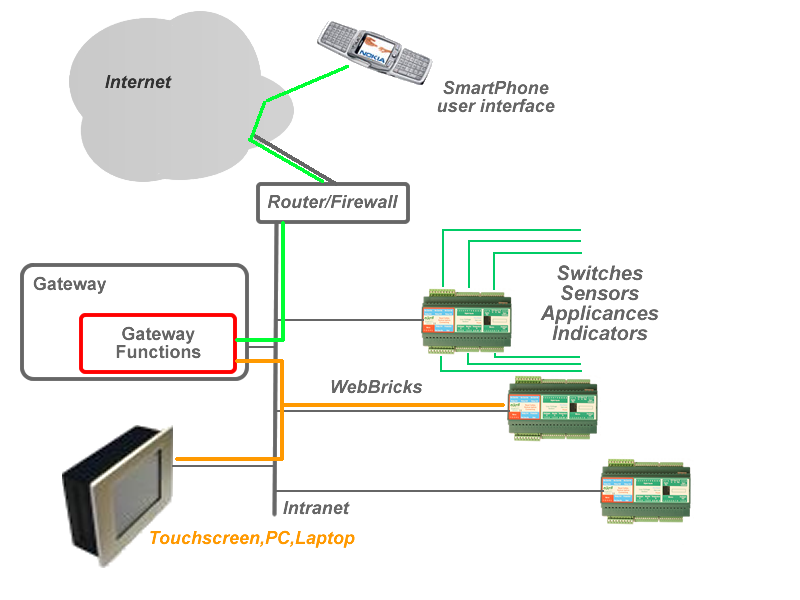 Internet
NOKIA
SmartPhone
user interface
Router/Firewall
Gateway
Gateway
Functions
Switches
Sensors
Applicances
Indicators
WebBricks
Intranet
Touchscreen,PC,Laptop